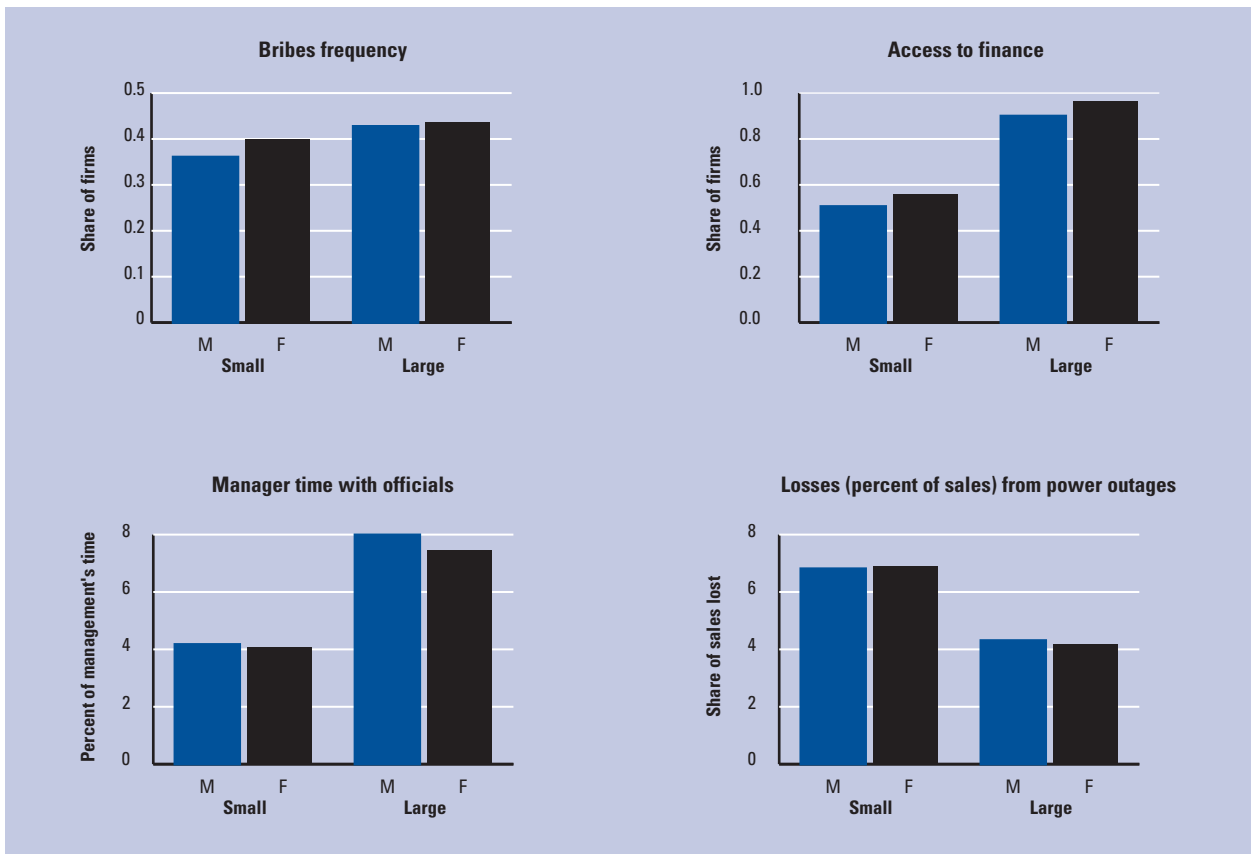 Bribes frequency
Share of firms
0.5
0.4
0.3
0.2
0.1
0
M F M F
Small Large
Access to finance
Share of firms
1.0
0.8
0.6
0.4
0.2
0.0
M F M F
Small Large
Manager time with officials
Percent of management's time
8
6
4
2
0
M F M F
Small Large
Losses (percent of sales) from power outages
Share of sales lost
8
6
4
2
0
M F M F
Small Large